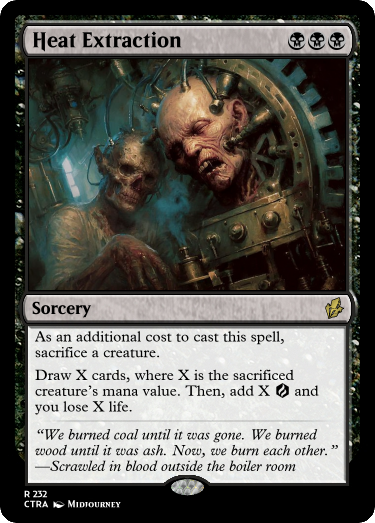 Heat Extraction
Sorcery
As an additional cost to cast this spell,
sacrifice a creature.
Draw X cards, where X is the sacrificed
creature's mana value. Then, add X and
you lose X life.
“We burned coal until it was gone. We burned
wood until it was ash. Now, we burn each other.”
—Scrawled in blood outside the boiler room
R 232
CTRA Midjourney